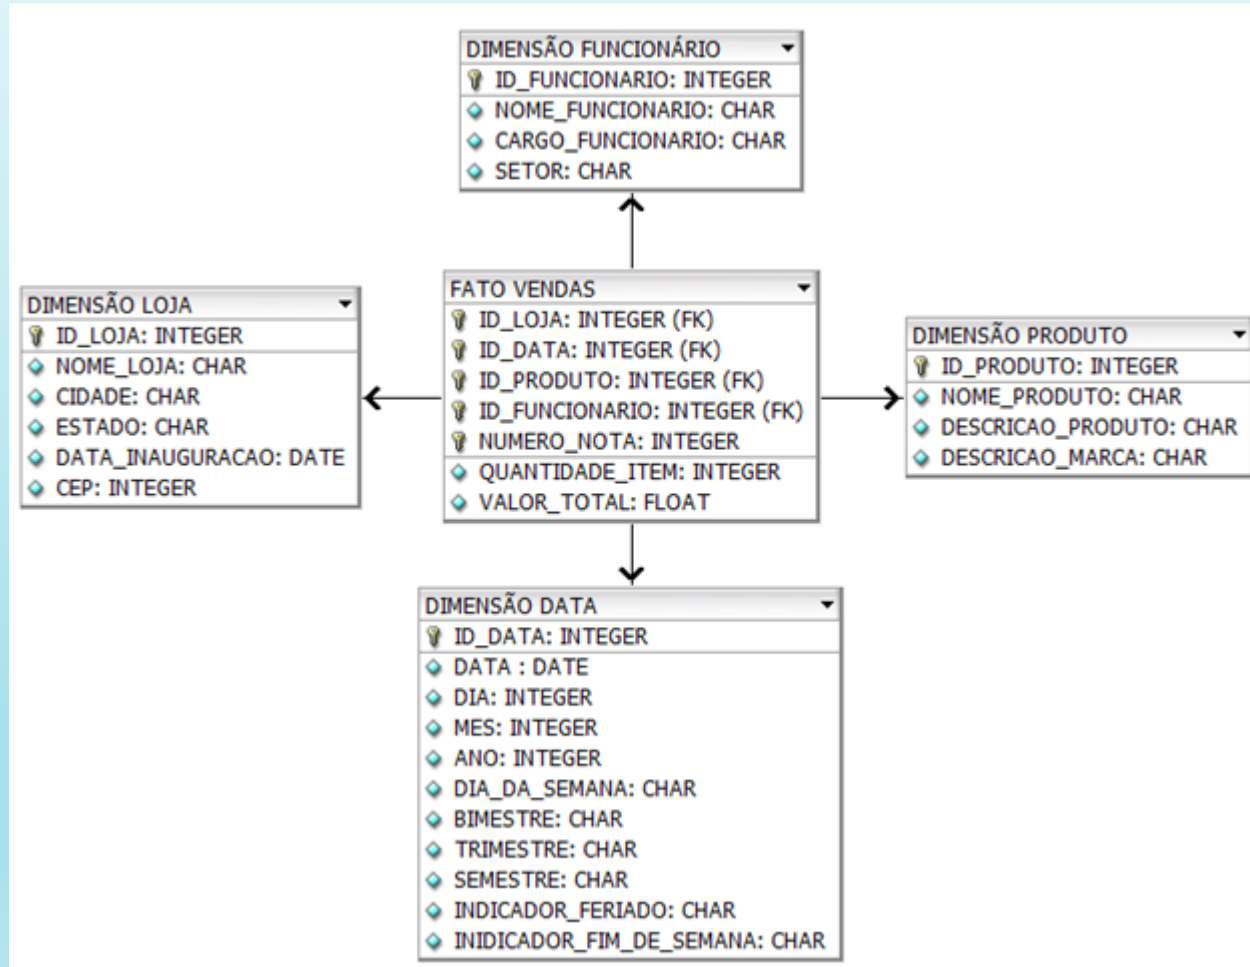 DIMENSÃO FUNCIONÁRIO
ID_FUNCIONARIO: INTEGER
NOME_FUNCIONARIO: CHAR
CARGO_FUNCIONARIO: CHAR
SETOR: CHAR
DIMENSÃO LOJA
ID_LOJA: INTEGER
NOME_LOJA: CHAR
CIDADE: CHAR
ESTADO: CHAR
DATA_INAUGURACAO: DATE
CEP: INTEGER
FATO VENDAS
ID_LOJA: INTEGER (FK)
ID_DATA: INTEGER (FK)
ID_PRODUTO: INTEGER (FK)
ID_FUNCIONARIO: INTEGER (FK)
NUMERO_NOTA: INTEGER
QUANTIDADE_ITEM: INTEGER
VALOR_TOTAL: FLOAT
DIMENSÃO PRODUTO
ID_PRODUTO: INTEGER
NOME_PRODUTO: CHAR
DESCRICAO_PRODUTO: CHAR
DESCRICAO_MARCA: CHAR
DIMENSÃO DATA
ID_DATA: INTEGER
DATA : DATE
DIA: INTEGER
MES: INTEGER
ANO: INTEGER
DIA_DA_SEMANA: CHAR
BIMESTRE: CHAR
TRIMESTRE: CHAR
SEMESTRE: CHAR
INDICADOR_FERIADO: CHAR
INIDICADOR_FIM_DE_SEMANA: CHAR